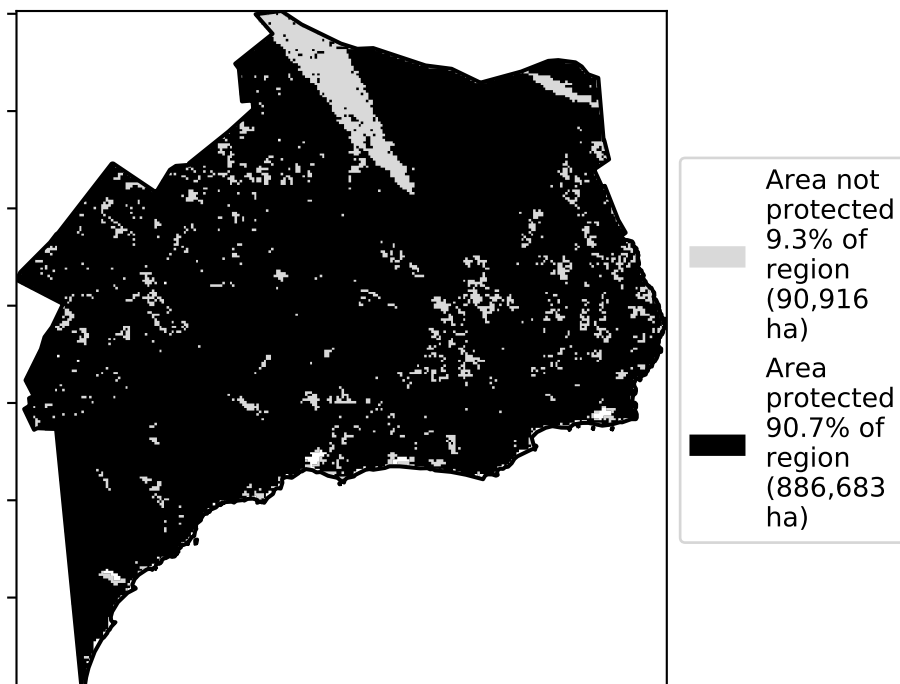 Area not
protected
9.3% of
region
(90,916
ha)
Area
protected
90.7% of
region
(886,683
ha)